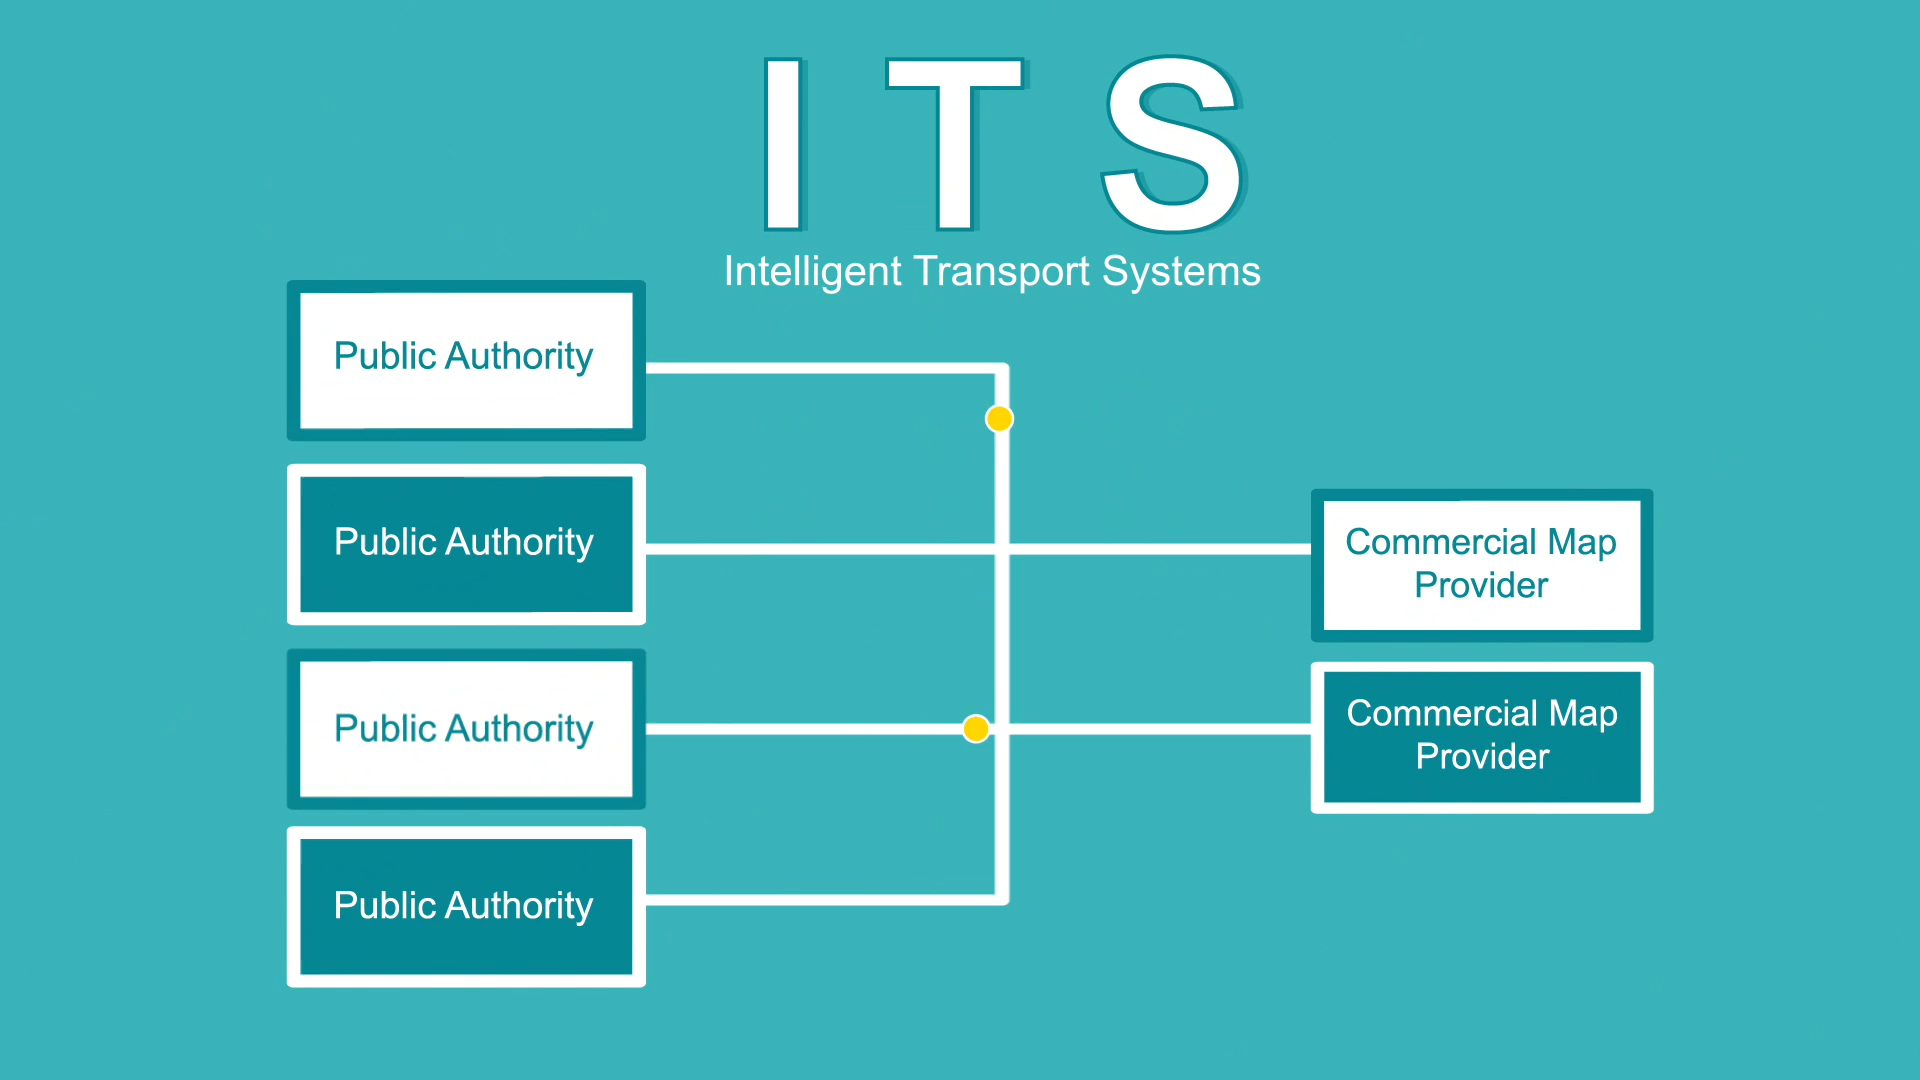 I T S
Intelligent Transport Systems
Public Authority
Public Authority
Public Authority
Public Authority
Commercial Map
Provider
Commercial Map
Provider